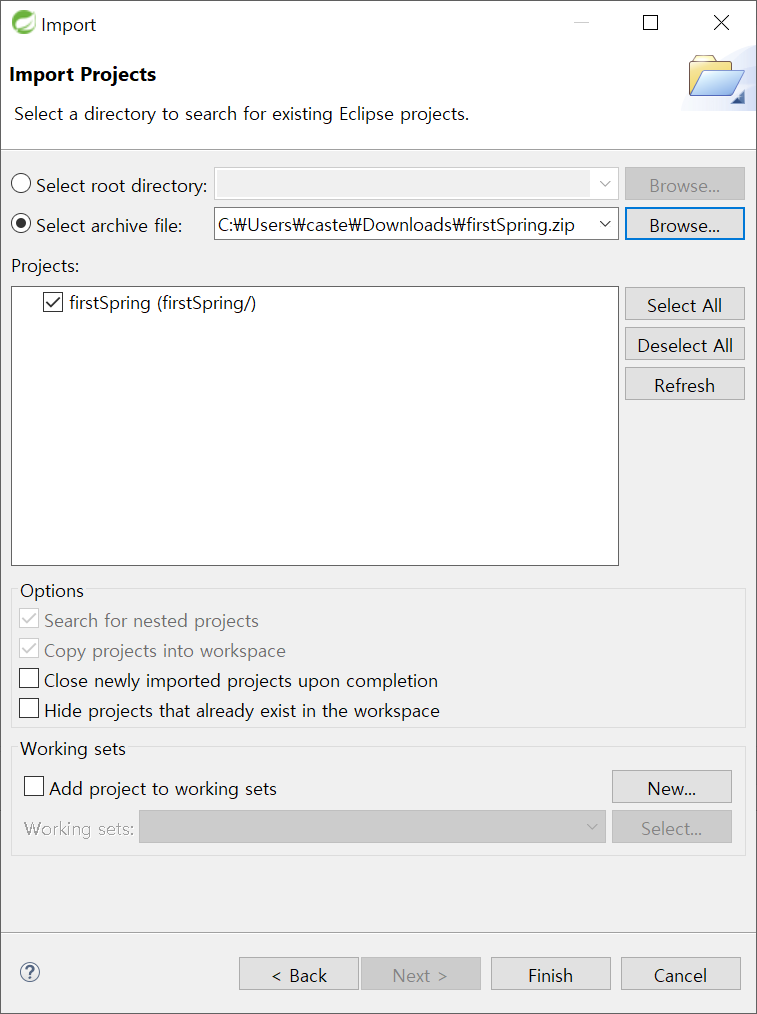 Import
Import Projects
Select a directory to search for existing Eclipse projects.
Select root directory:
Browse...
Select archive file:
C:₩Users₩caste₩Downloads₩firstSpring.zip
Browse...
Projects:
firstSpring (firstSpring/)
Select All
Deselect All
Refresh
Options
Search for nested projects
Copy projects into workspace
Close newly imported projects upon completion
Hide projects that already exist in the workspace
Working sets
Add project to working sets
New...
Working sets:
Select...
?
< Back
Next >
Finish
Cancel